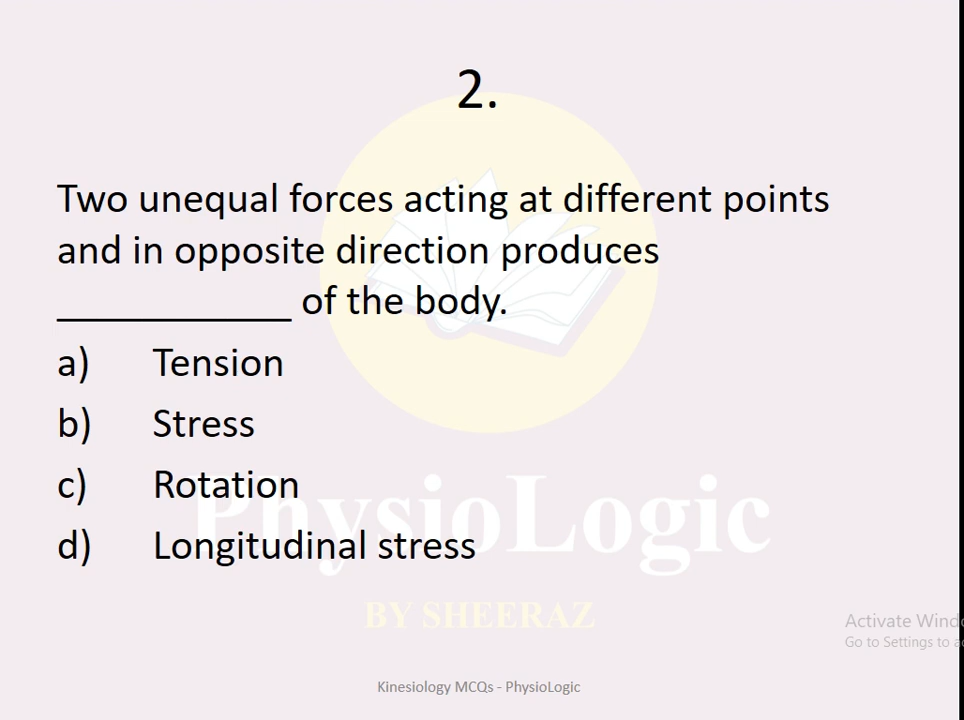 2.
Two unequal forces acting at different points
and in opposite direction produces
___________ of the body.
a) Tension
b) Stress
c) Rotation
d) Longitudinal stress
PhysioLogic
BY SHEERAZ
Activate Windo
Go to Settings to a
Kinesiology MCQs - PhysioLogic